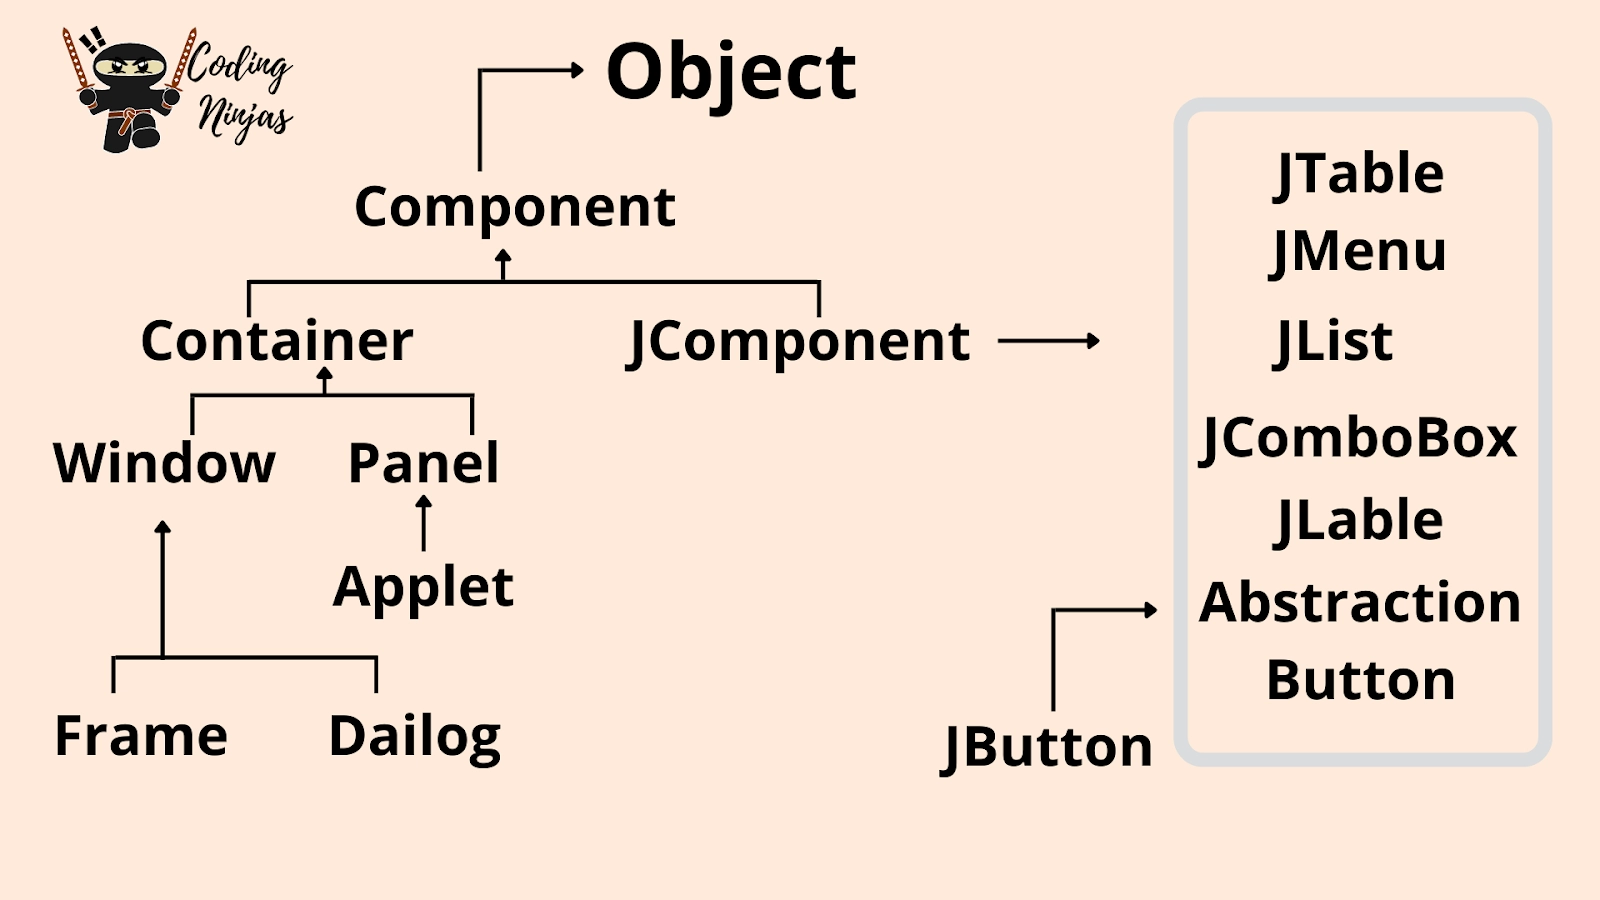 Coding
Ninjas
Object
Component
Container
JComponent
Window
Panel
Applet
Frame
Dailog
JTable
JMenu
JList
JComboBox
JLable
Abstraction
Button
JButton